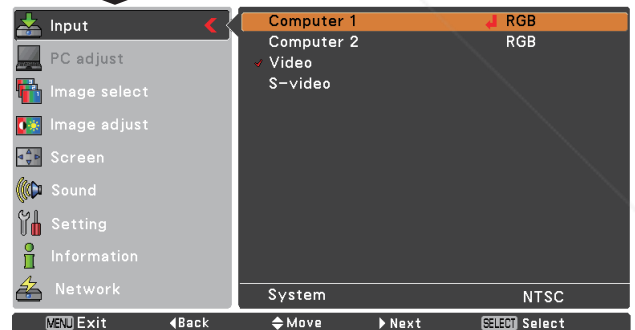 Input
PC adjust
Image select
Image adjust
Screen
Sound
Setting
Information
Network
Computer 1 RGB
Computer 2 RGB
Video
S-video
System NTSC
MENU Exit Back Move Next SELECT Select